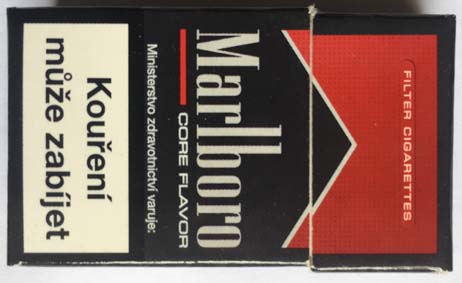 FILTER CIGARETTES
Marlboro
CORE FLAVOR
Ministerstvo zdravotnictví varuje:
Kouření
může zabíjet